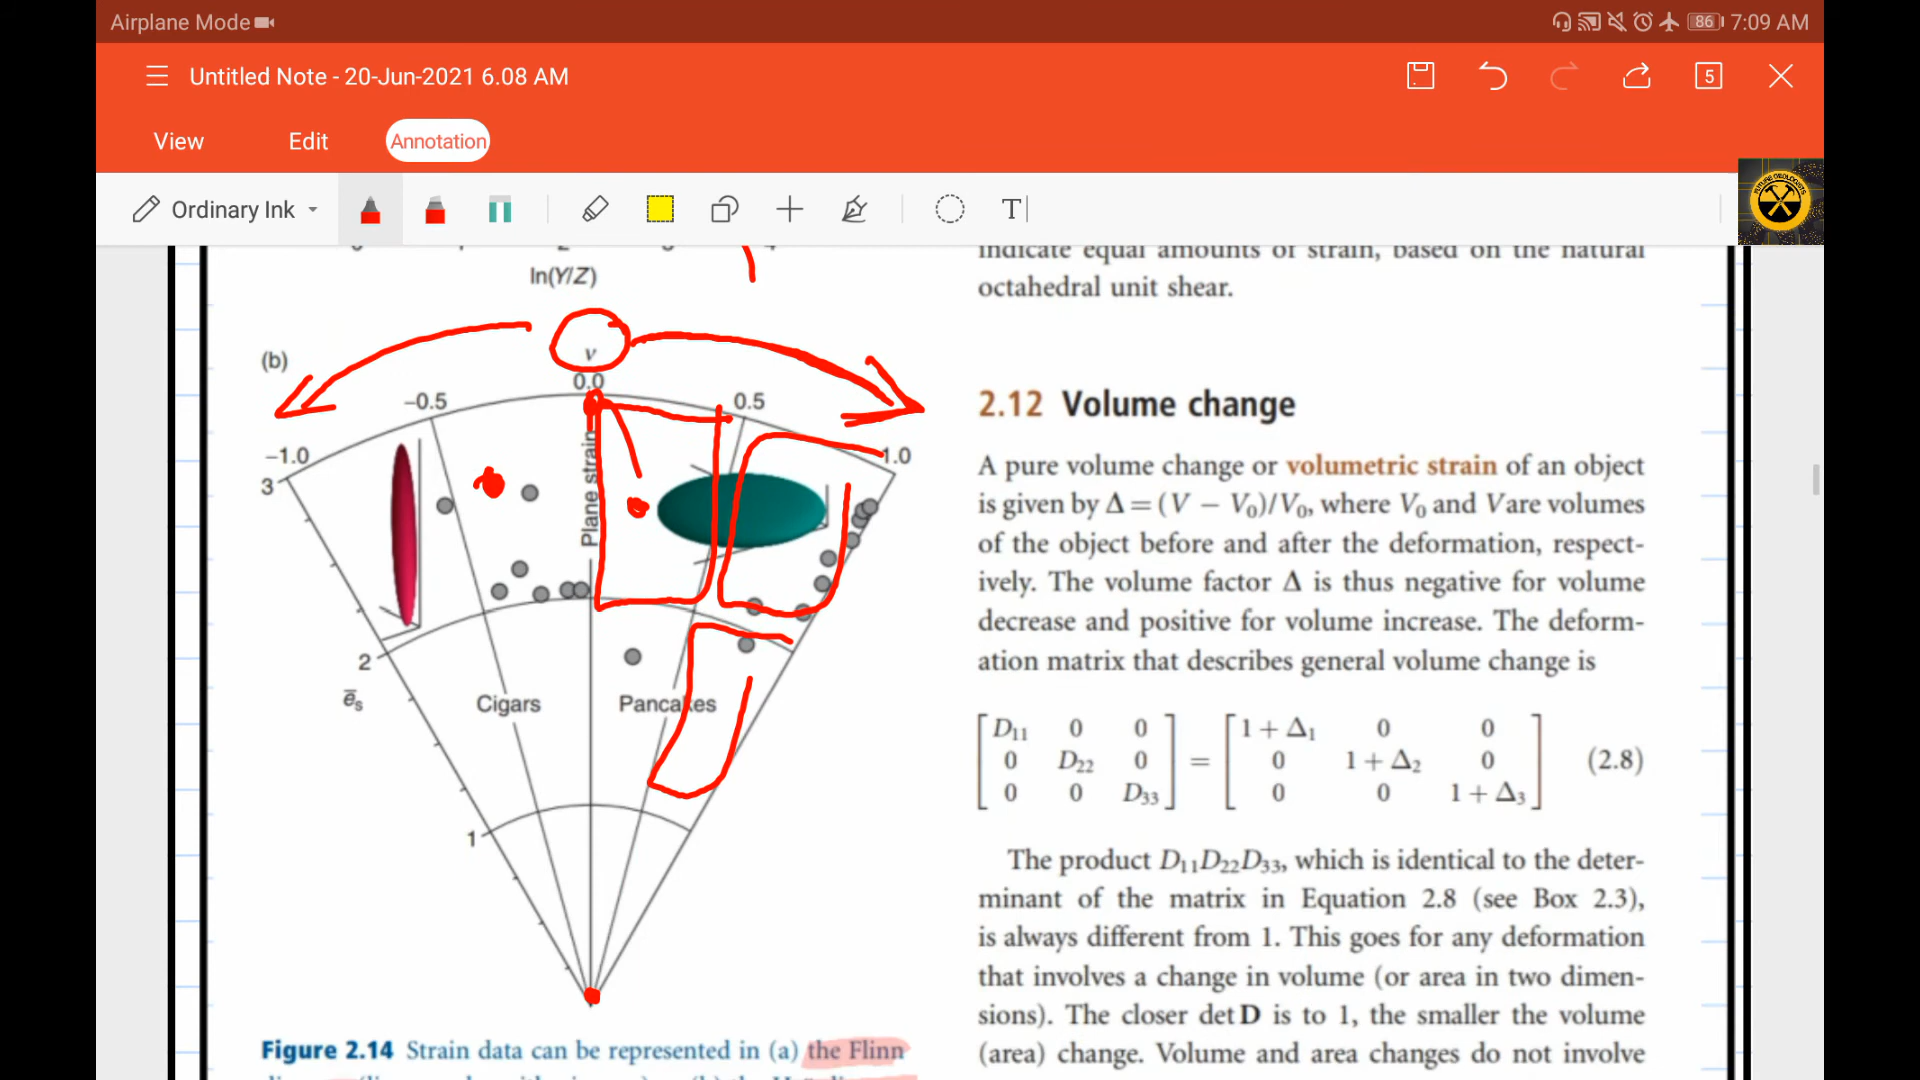 Airplane Mode
86 7:09 AM
Untitled Note - 20-Jun-2021 6.08 AM
5
View Edit Annotation
Ordinary Ink
T
FUTURE GEOLOGISTS
ln(Y/Z)
(b)
ν
0.0
−0.5
0.5
−1.0
1.0
3
Plane strain
2
ēs
Cigars
Pancakes
1
Figure 2.14 Strain data can be represented in (a) the Flinn
indicate equal amounts of strain, based on the natural
octahedral unit shear.
2.12 Volume change
A pure volume change or volumetric strain of an object
is given by Δ = (V − V0)/V0, where V0 and V are volumes
of the object before and after the deformation, respect-
ively. The volume factor Δ is thus negative for volume
decrease and positive for volume increase. The deform-
ation matrix that describes general volume change is
[D11 0 0] [1 + Δ1 0 0]
[0 D22 0] = [0 1 + Δ2 0] (2.8)
[0 0 D33] [0 0 1 + Δ3]
The product D11D22D33, which is identical to the deter-
minant of the matrix in Equation 2.8 (see Box 2.3),
is always different from 1. This goes for any deformation
that involves a change in volume (or area in two dimen-
sions). The closer det D is to 1, the smaller the volume
(area) change. Volume and area changes do not involve